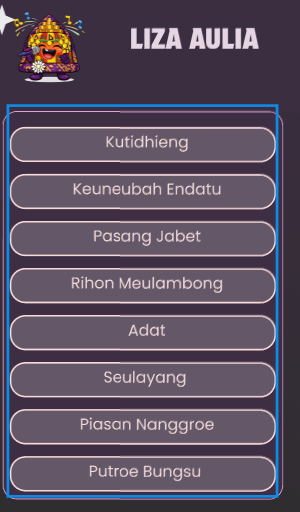 LIZA AULIA
Kutidhieng
Keuneubah Endatu
Pasang Jabet
Rihon Meulambong
Adat
Seulayang
Piasan Nanggroe
Putroe Bungsu